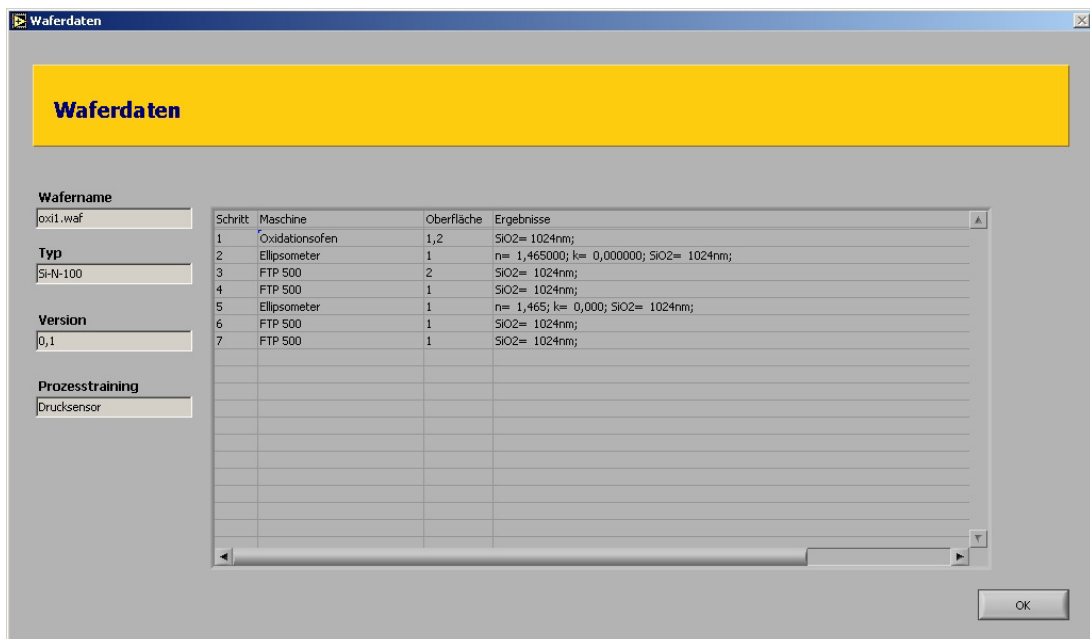 Waferdaten
Waferdaten
Wafername
oxi1.waf
Typ
Si-N-100
Version
0,1
Prozesstraining
Drucksensor
Schritt Maschine Oberfläche Ergebnisse
1 Oxidationsofen 1,2 SiO2= 1024nm;
2 Ellipsometer 1 n= 1,465000; k= 0,000000; SiO2= 1024nm;
3 FTP 500 2 SiO2= 1024nm;
4 FTP 500 1 SiO2= 1024nm;
5 Ellipsometer 1 n= 1,465; k= 0,000; SiO2= 1024nm;
6 FTP 500 1 SiO2= 1024nm;
7 FTP 500 1 SiO2= 1024nm;
OK